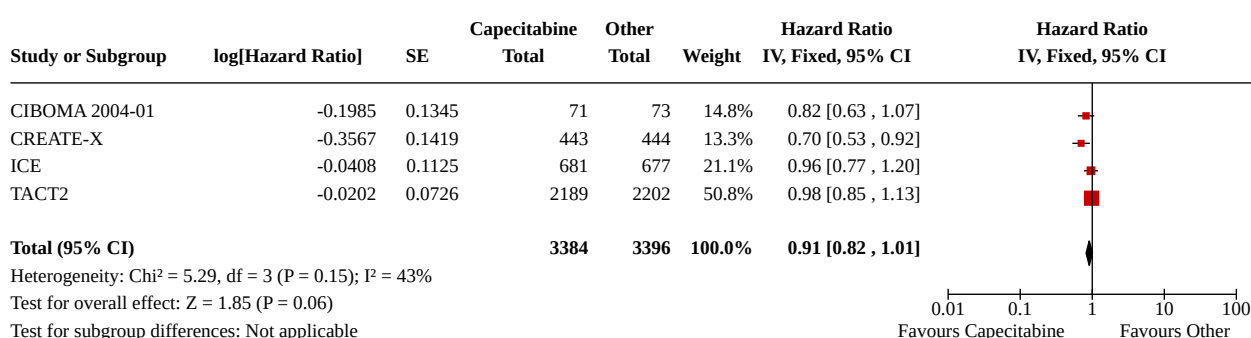 Capecitabine Other Hazard Ratio Hazard Ratio
Study or Subgroup log[Hazard Ratio] SE Total Total Weight IV, Fixed, 95% CI IV, Fixed, 95% CI
CIBOMA 2004-01 -0.1985 0.1345 71 73 14.8% 0.82 [0.63 , 1.07]
CREATE-X -0.3567 0.1419 443 444 13.3% 0.70 [0.53 , 0.92]
ICE -0.0408 0.1125 681 677 21.1% 0.96 [0.77 , 1.20]
TACT2 -0.0202 0.0726 2189 2202 50.8% 0.98 [0.85 , 1.13]
Total (95% CI) 3384 3396 100.0% 0.91 [0.82 , 1.01]
Heterogeneity: Chi² = 5.29, df = 3 (P = 0.15); I² = 43%
Test for overall effect: Z = 1.85 (P = 0.06) 0.01 0.1 1 10 100
Test for subgroup differences: Not applicable Favours Capecitabine Favours Other